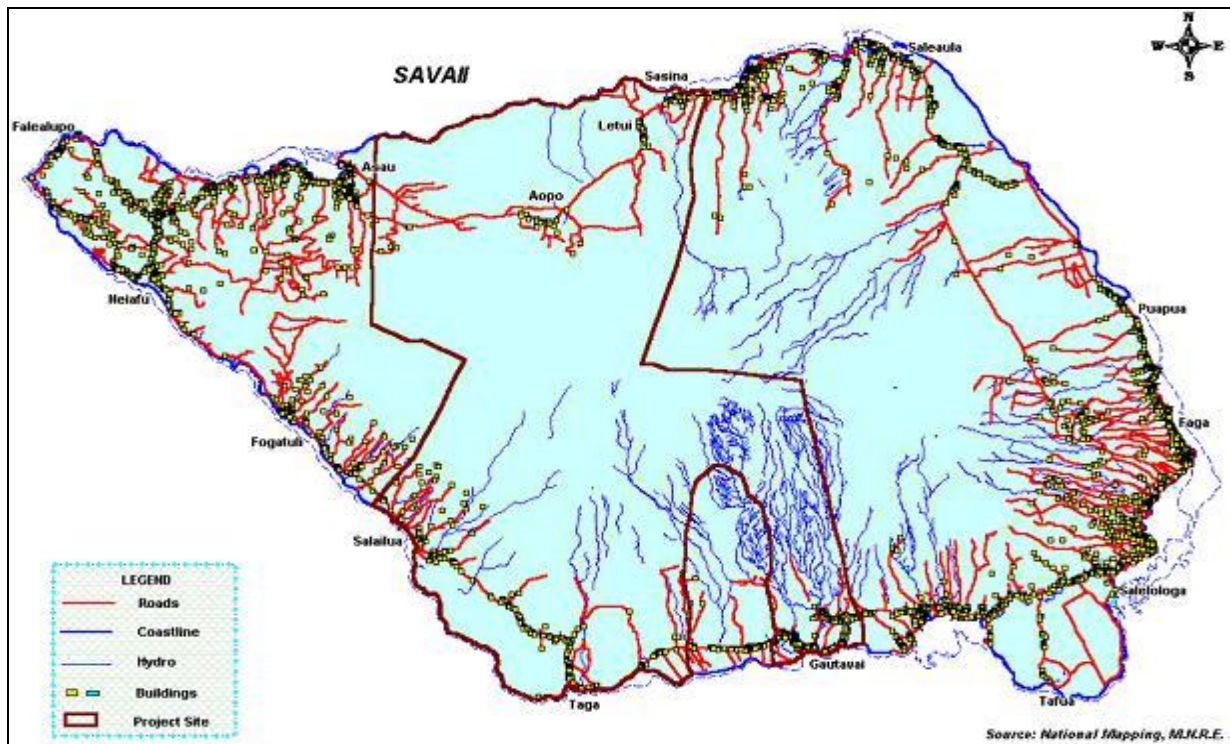 N
W E
S
SAVAII
Saleaula
Sasina
Falealupo
Letui
Asau
Aopo
Neiafu
Puapua
Faga
Fogatuli
Salailua
Salelologa
Gautavai
Taga
Tafua
LEGEND
Roads
Coastline
Hydro
Buildings
Project Site
Source: National Mapping, M.N.R.E.